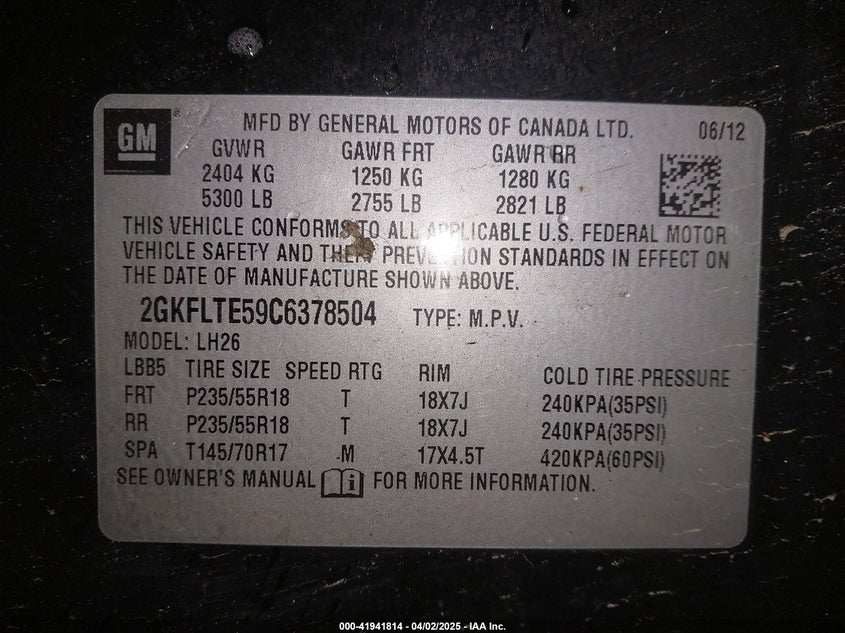 GM ®
MFD BY GENERAL MOTORS OF CANADA LTD. 06/12
GVWR GAWR FRT GAWR RR
2404 KG 1250 KG 1280 KG
5300 LB 2755 LB 2821 LB
THIS VEHICLE CONFORMS TO ALL APPLICABLE U.S. FEDERAL MOTOR
VEHICLE SAFETY AND THEFT PREVENTION STANDARDS IN EFFECT ON
THE DATE OF MANUFACTURE SHOWN ABOVE.
2GKFLTE59C6378504 TYPE: M.P.V.
MODEL: LH26
LBB5 TIRE SIZE SPEED RTG RIM COLD TIRE PRESSURE
FRT P235/55R18 T 18X7J 240KPA(35PSI)
RR P235/55R18 T 18X7J 240KPA(35PSI)
SPA T145/70R17 M 17X4.5T 420KPA(60PSI)
SEE OWNER'S MANUAL i FOR MORE INFORMATION.
000-41941814 - 04/02/2025 - IAA Inc.